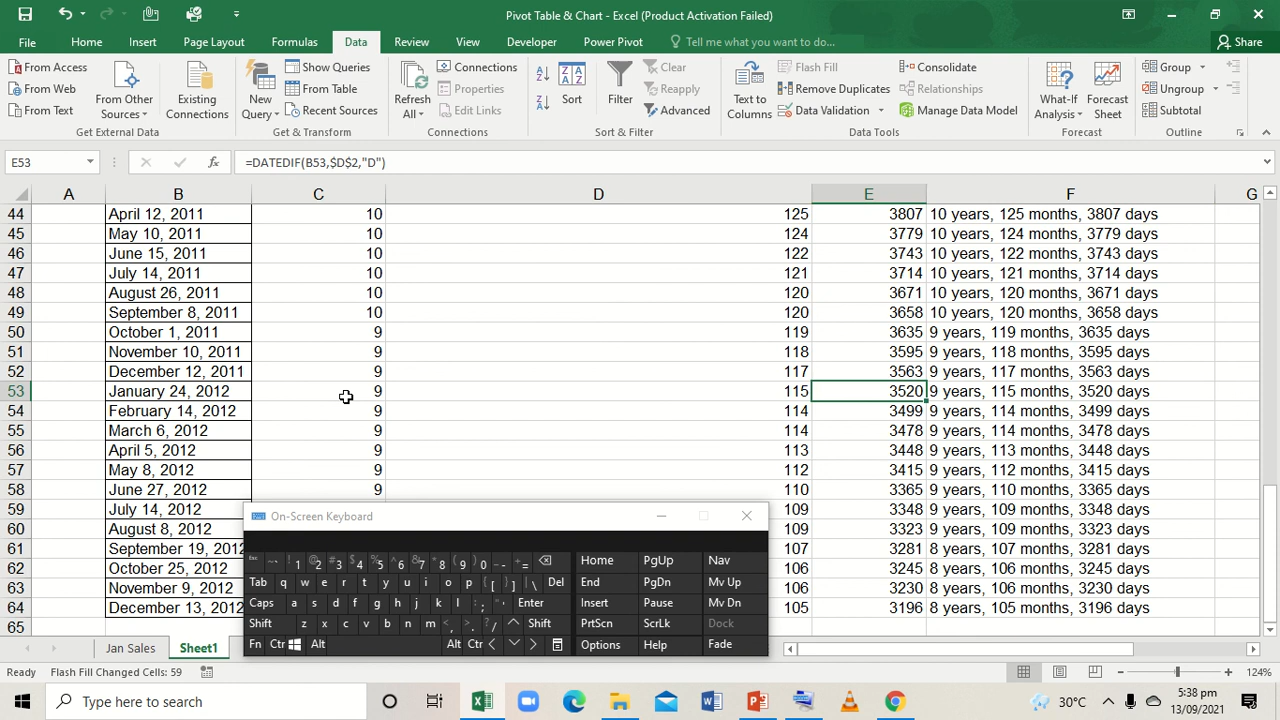 Pivot Table & Chart - Excel (Product Activation Failed)
File Home Insert Page Layout Formulas Data Review View Developer Power Pivot Tell me what you want to do... Share
From Access
From Web
From Text
From Other Sources
Existing Connections
Get External Data
New Query
Show Queries
From Table
Recent Sources
Get & Transform
Refresh All
Connections
Properties
Edit Links
Connections
Sort
Filter
Clear
Reapply
Advanced
Sort & Filter
Text to Columns
Flash Fill
Remove Duplicates
Data Validation
Consolidate
Relationships
Manage Data Model
Data Tools
What-If Analysis
Forecast Sheet
Forecast
Group
Ungroup
Subtotal
Outline
E53 fx =DATEDIF(B53,$D$2,"D")
A B C D E F G
44 April 12, 2011 10 125 3807 10 years, 125 months, 3807 days
45 May 10, 2011 10 124 3779 10 years, 124 months, 3779 days
46 June 15, 2011 10 122 3743 10 years, 122 months, 3743 days
47 July 14, 2011 10 121 3714 10 years, 121 months, 3714 days
48 August 26, 2011 10 120 3671 10 years, 120 months, 3671 days
49 September 8, 2011 10 120 3658 10 years, 120 months, 3658 days
50 October 1, 2011 9 119 3635 9 years, 119 months, 3635 days
51 November 10, 2011 9 118 3595 9 years, 118 months, 3595 days
52 December 12, 2011 9 117 3563 9 years, 117 months, 3563 days
53 January 24, 2012 9 115 3520 9 years, 115 months, 3520 days
54 February 14, 2012 9 114 3499 9 years, 114 months, 3499 days
55 March 6, 2012 9 114 3478 9 years, 114 months, 3478 days
56 April 5, 2012 9 113 3448 9 years, 113 months, 3448 days
57 May 8, 2012 9 112 3415 9 years, 112 months, 3415 days
58 June 27, 2012 9 110 3365 9 years, 110 months, 3365 days
59 July 14, 2012 109 3348 9 years, 109 months, 3348 days
60 August 8, 2012 109 3323 9 years, 109 months, 3323 days
61 September 19, 2012 107 3281 8 years, 107 months, 3281 days
62 October 25, 2012 106 3245 8 years, 106 months, 3245 days
63 November 9, 2012 106 3230 8 years, 106 months, 3230 days
64 December 13, 2012 105 3196 8 years, 105 months, 3196 days
65
On-Screen Keyboard
esc ~ ` ! 1 @ 2 # 3 $ 4 % 5 ^ 6 & 7 * 8 ( 9 ) 0 _ - + = Home PgUp Nav
Tab q w e r t y u i o p { [ } ] | \ Del End PgDn Mv Up
Caps a s d f g h j k l : ; " ' Enter Insert Pause Mv Dn
Shift z x c v b n m < , > . ? / Shift PrtScn ScrLk Dock
Fn Ctr Alt Alt Ctr Options Help Fade
Jan Sales Sheet1
Ready Flash Fill Changed Cells: 59 124%
Type here to search 30°C 5:38 pm
13/09/2021